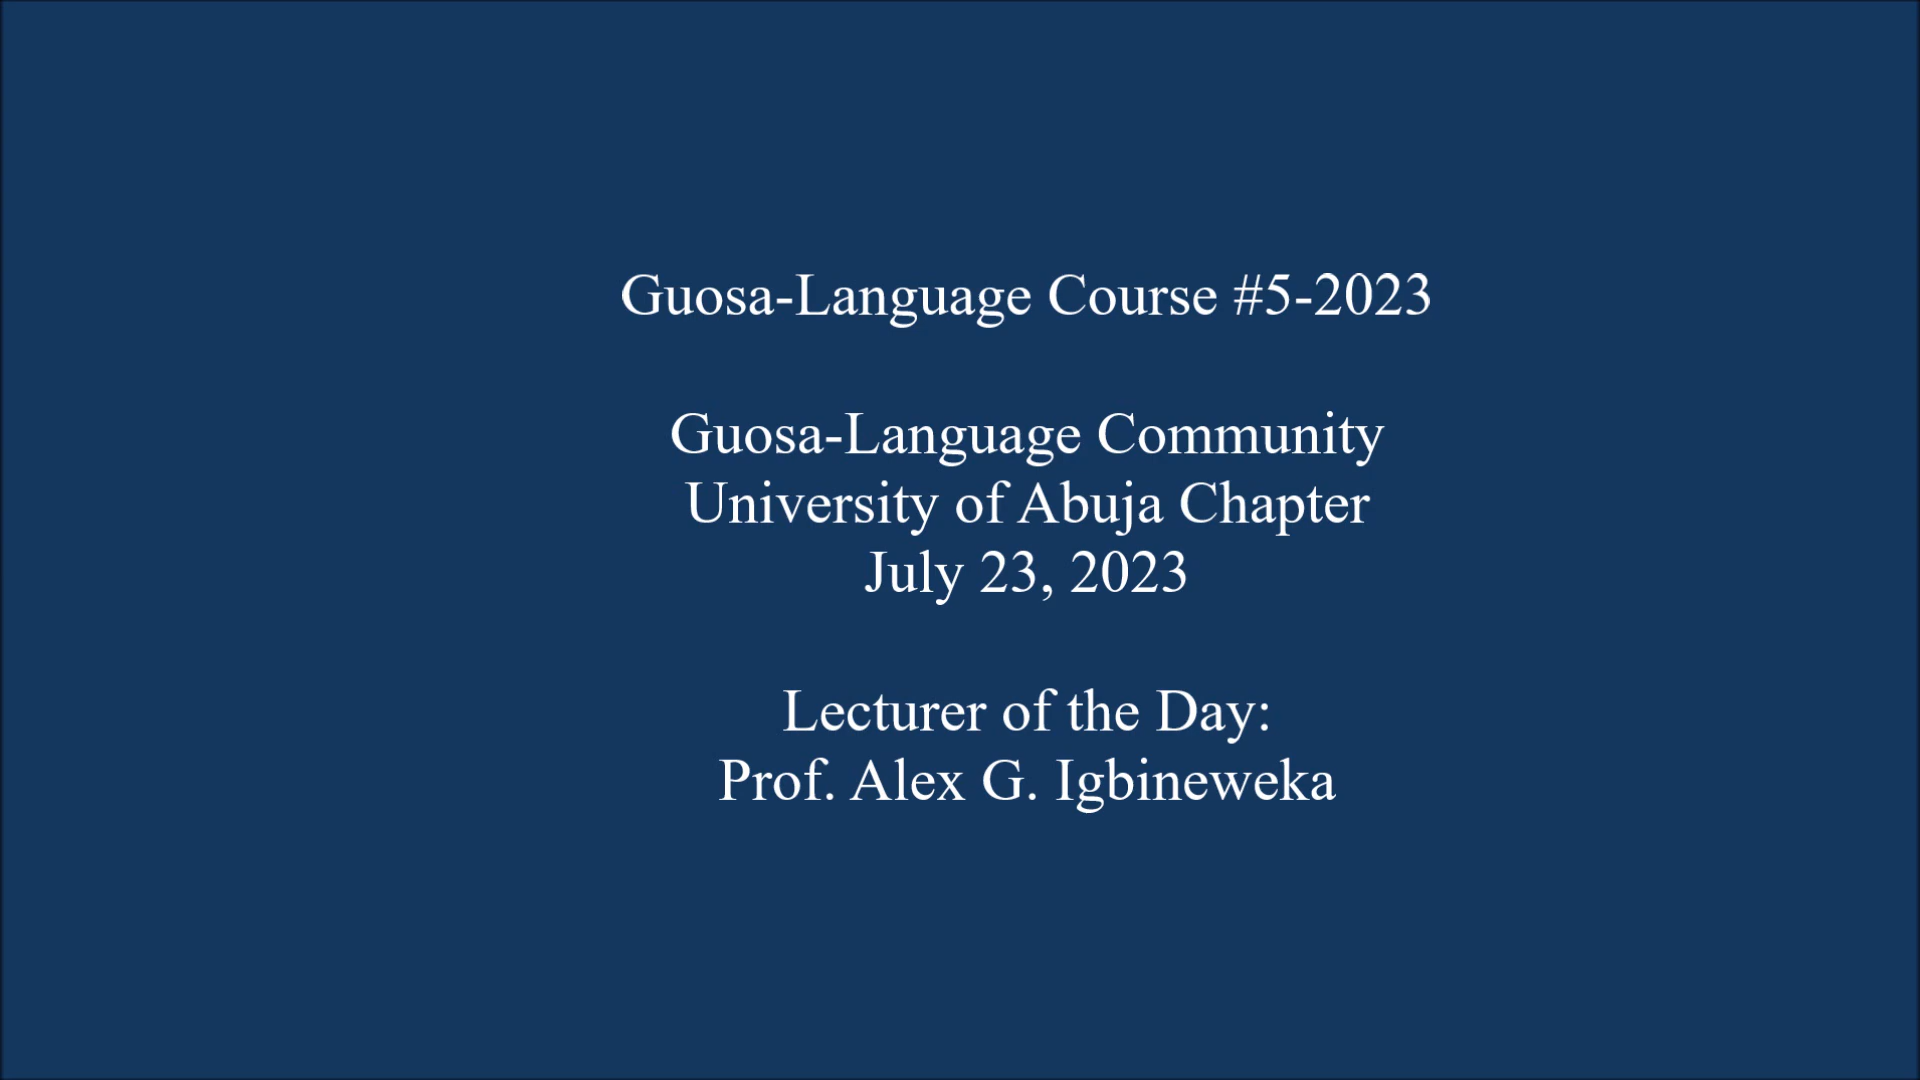 Guosa-Language Course #5-2023
Guosa-Language Community
University of Abuja Chapter
July 23, 2023
Lecturer of the Day:
Prof. Alex G. Igbineweka